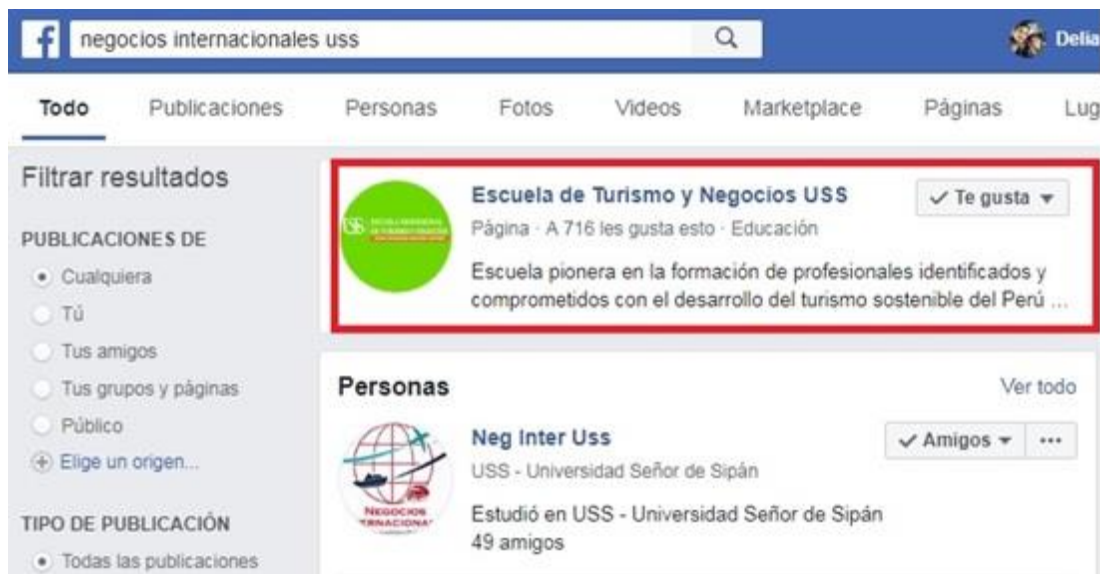 negocios internacionales uss
Delia
Todo Publicaciones Personas Fotos Videos Marketplace Páginas Lug
Filtrar resultados
PUBLICACIONES DE
Cualquiera
Tú
Tus amigos
Tus grupos y páginas
Público
Elige un origen...
TIPO DE PUBLICACIÓN
Todas las publicaciones
USS
Escuela de Turismo y Negocios USS
Te gusta
Página · A 716 les gusta esto · Educación
Escuela pionera en la formación de profesionales identificados y
comprometidos con el desarrollo del turismo sostenible del Perú ...
Personas
Ver todo
NEGOCIOS
Neg Inter Uss
Amigos
USS - Universidad Señor de Sipán
Estudió en USS - Universidad Señor de Sipán
49 amigos